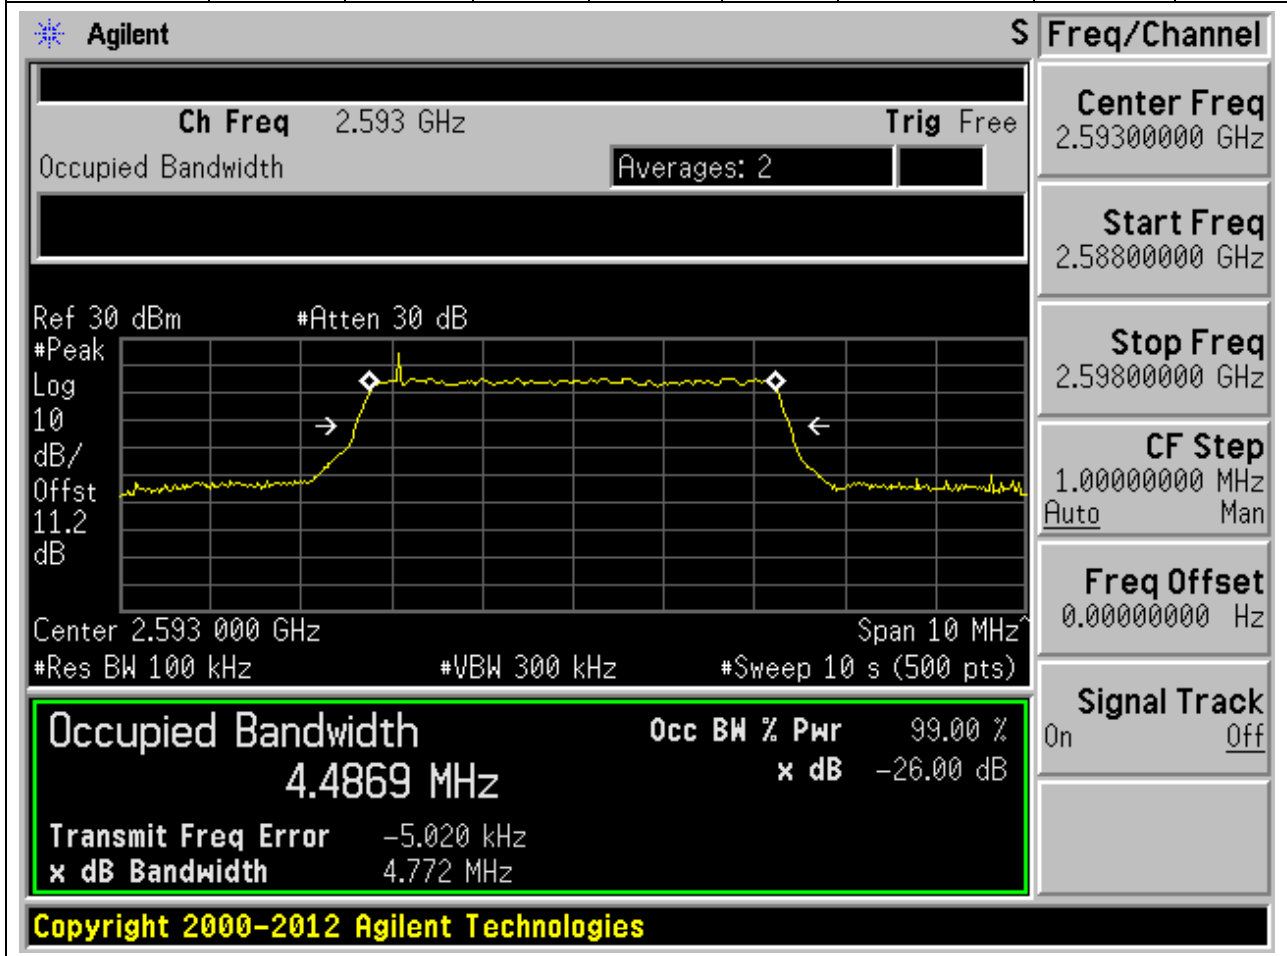 Agilent S Freq/Channel
Ch Freq 2.593 GHz Trig Free
Occupied Bandwidth Averages: 2
Center Freq
2.59300000 GHz
Start Freq
2.58800000 GHz
Stop Freq
2.59800000 GHz
CF Step
1.00000000 MHz
Auto Man
Freq Offset
0.00000000 Hz
Signal Track
On Off
Ref 30 dBm #Atten 30 dB
#Peak
Log
10
dB/
Offst
11.2
dB
Center 2.593 000 GHz Span 10 MHz^
#Res BW 100 kHz #VBW 300 kHz #Sweep 10 s (500 pts)
Occupied Bandwidth Occ BW % Pwr 99.00 %
4.4869 MHz x dB -26.00 dB
Transmit Freq Error -5.020 kHz
x dB Bandwidth 4.772 MHz
Copyright 2000-2012 Agilent Technologies